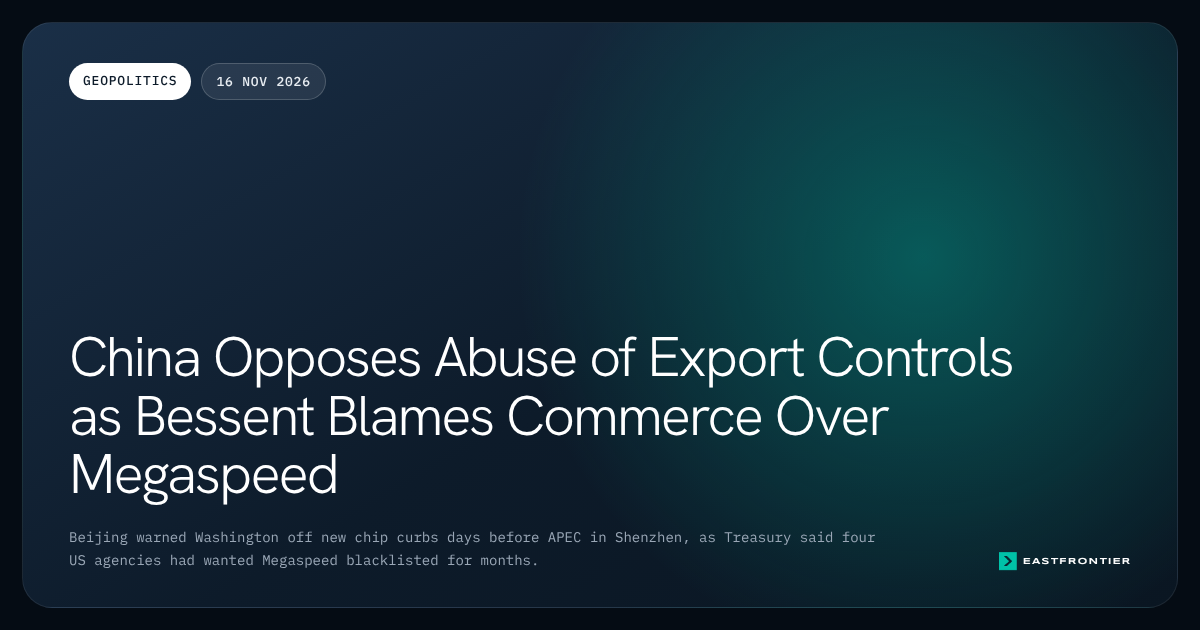 GEOPOLITICS
16 NOV 2026
China Opposes Abuse of Export Controls
as Bessent Blames Commerce Over
Megaspeed
Beijing warned Washington off new chip curbs days before APEC in Shenzhen, as Treasury said four
US agencies had wanted Megaspeed blacklisted for months.
EASTFRONTIER